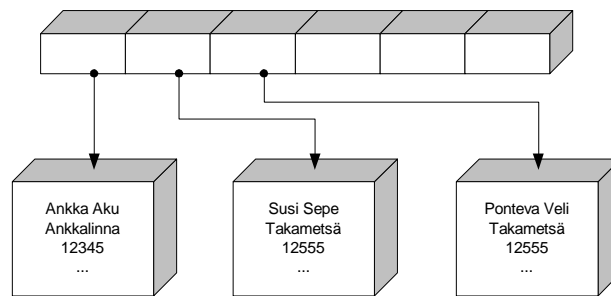 Ankka Aku
Ankkalinna
12345
...
Susi Sepe
Takametsä
12555
...
Ponteva Veli
Takametsä
12555
...